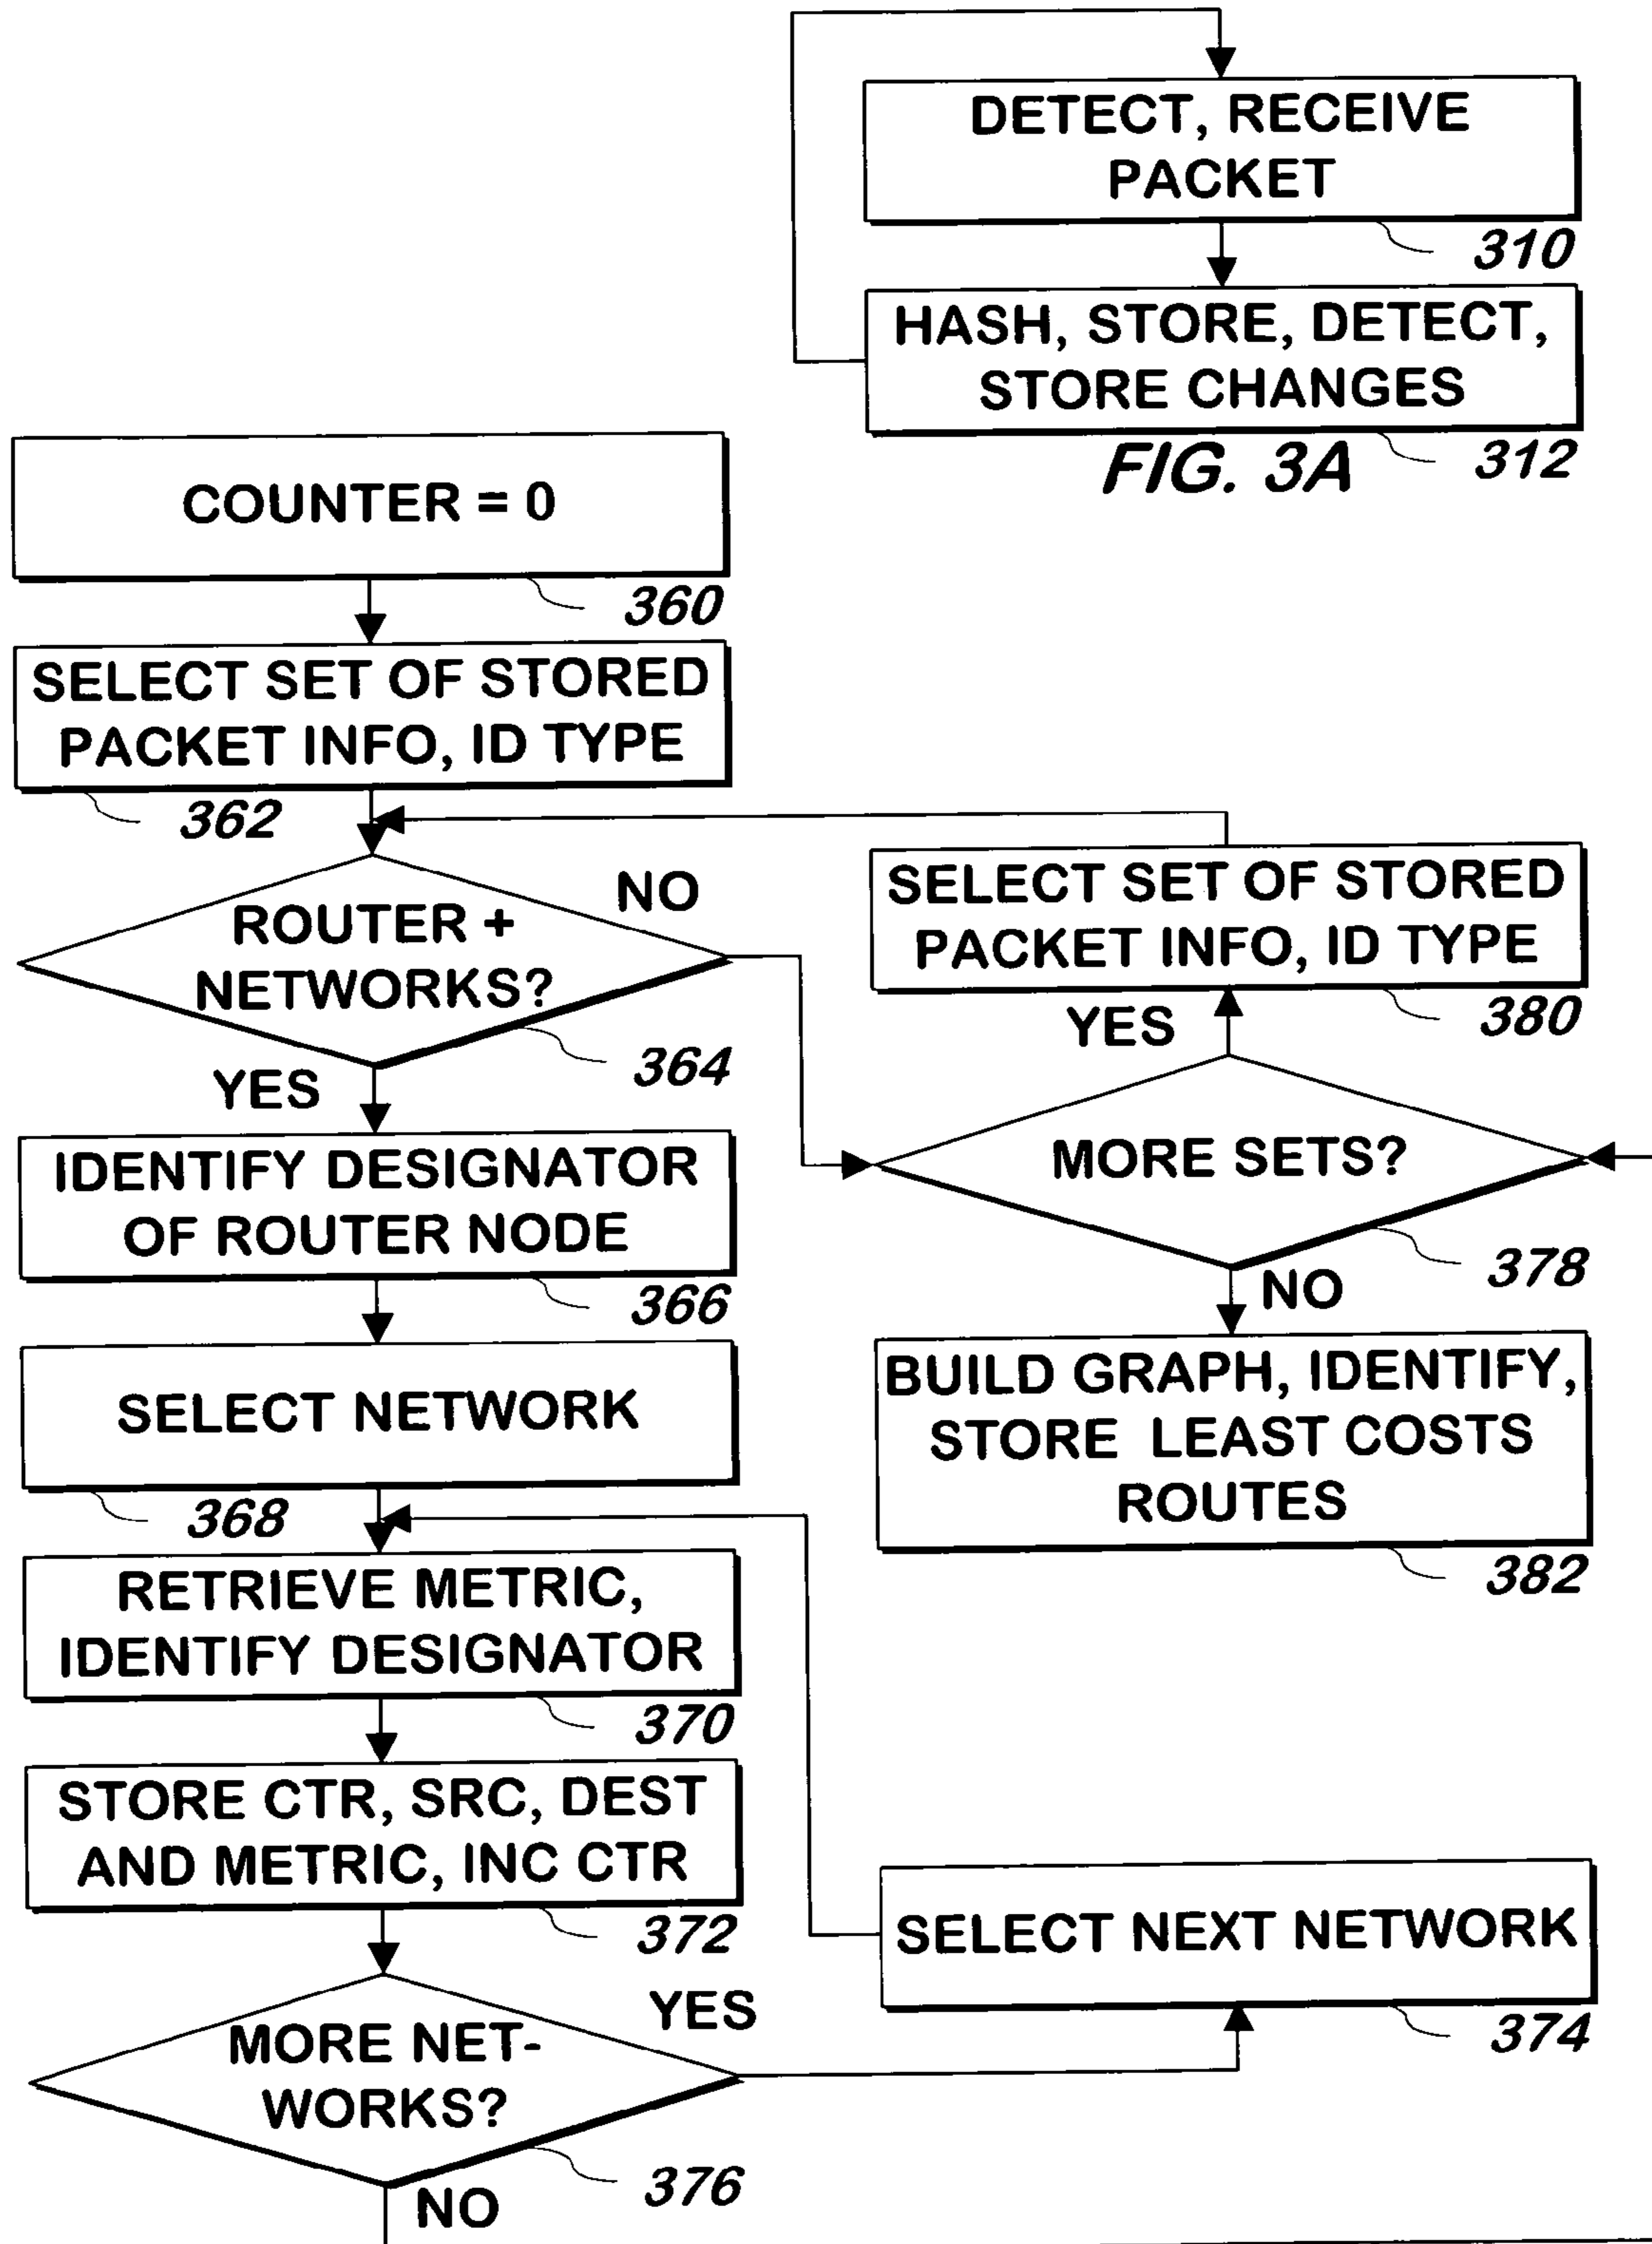 DETECT, RECEIVE
PACKET
310
HASH, STORE, DETECT,
STORE CHANGES
312
FIG. 3A
COUNTER = 0
360
SELECT SET OF STORED
PACKET INFO, ID TYPE
362
ROUTER +
NETWORKS?
NO
364
YES
IDENTIFY DESIGNATOR
OF ROUTER NODE
366
SELECT NETWORK
368
RETRIEVE METRIC,
IDENTIFY DESIGNATOR
370
STORE CTR, SRC, DEST
AND METRIC, INC CTR
372
MORE NET-
WORKS?
YES
376
NO
SELECT SET OF STORED
PACKET INFO, ID TYPE
380
YES
MORE SETS?
378
NO
BUILD GRAPH, IDENTIFY,
STORE LEAST COSTS
ROUTES
382
SELECT NEXT NETWORK
374